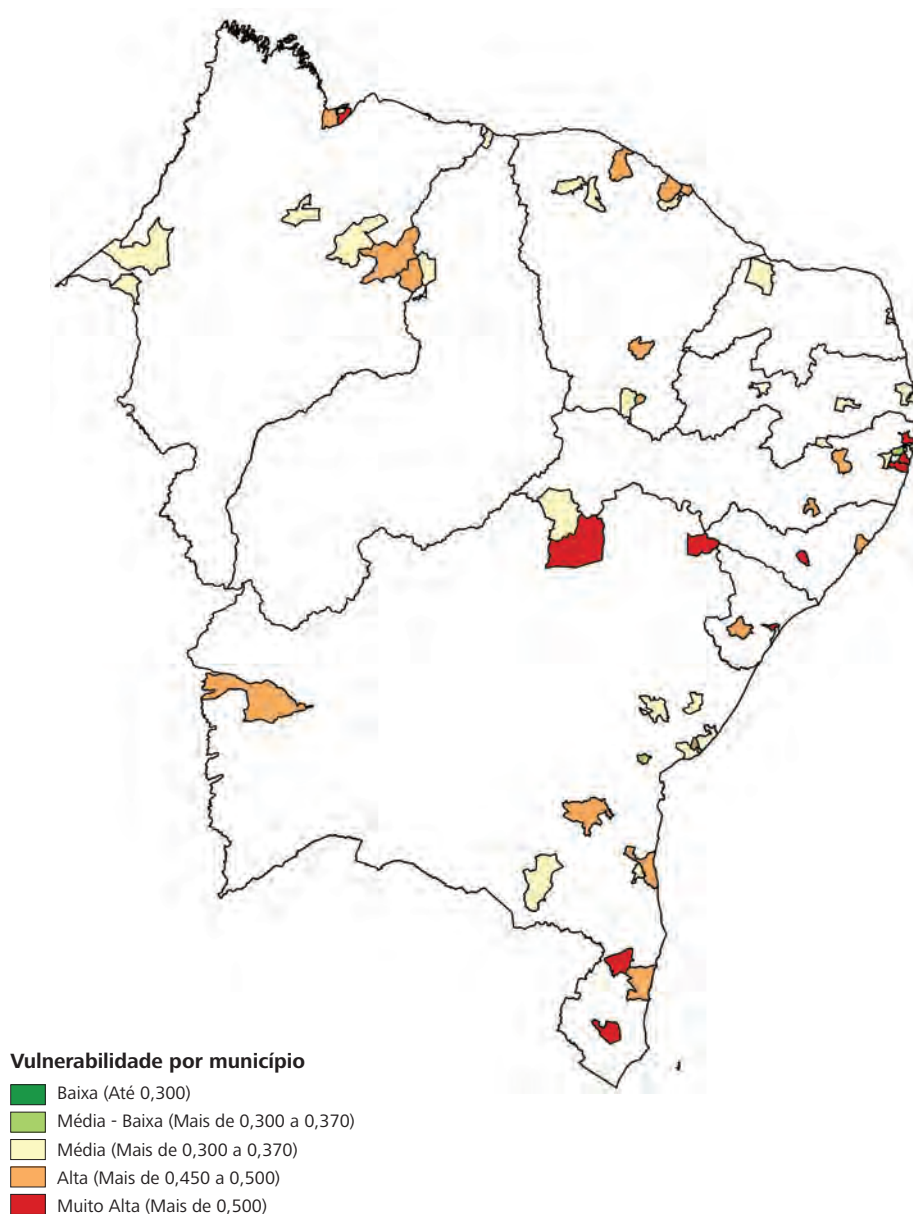 Vulnerabilidade por município
Baixa (Até 0,300)
Média - Baixa (Mais de 0,300 a 0,370)
Média (Mais de 0,300 a 0,370)
Alta (Mais de 0,450 a 0,500)
Muito Alta (Mais de 0,500)